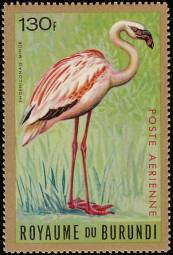 130F
POSTE AERIENNE
ROYAUME DU BURUNDI